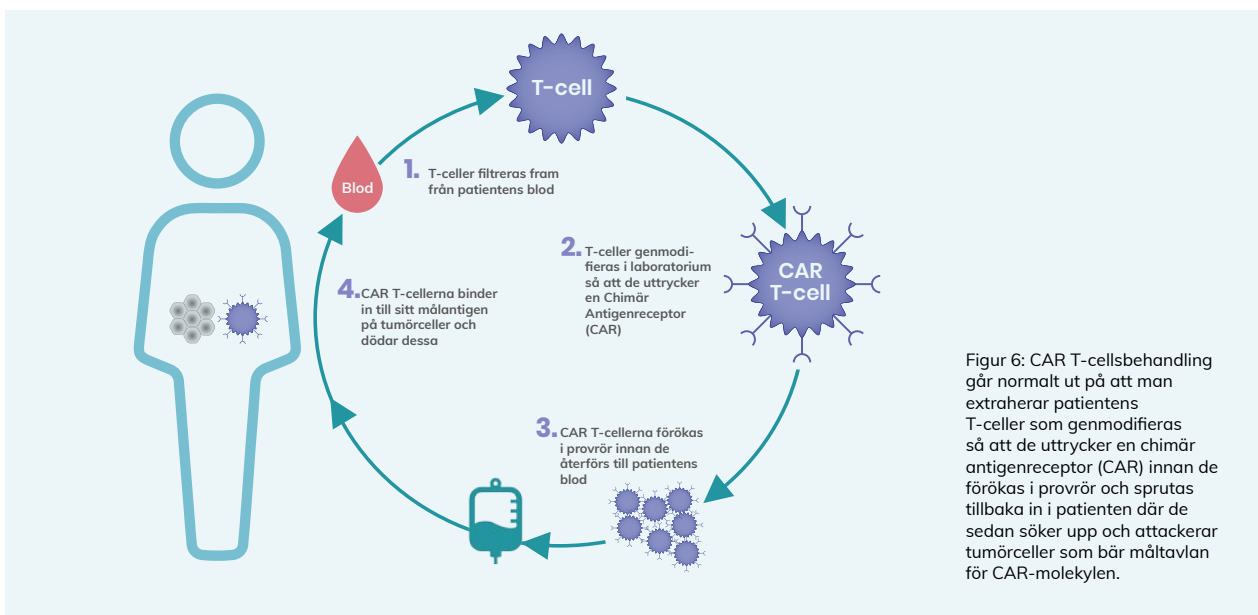 T-cell
Blod
1. T-celler filtreras fram
från patientens blod
2. T-celler genmodi-
fieras i laboratorium
så att de uttrycker
en Chimär
Antigenreceptor
(CAR)
CAR
T-cell
4. CAR T-cellerna binder
in till sitt målantigen
på tumörceller och
dödar dessa
3. CAR T-cellerna förökas
i provrör innan de
återförs till patientens
blod
Figur 6: CAR T-cellsbehandling
går normalt ut på att man
extraherar patientens
T-celler som genmodifieras
så att de uttrycker en chimär
antigenreceptor (CAR) innan de
förökas i provrör och sprutas
tillbaka in i patienten där de
sedan söker upp och attackerar
tumörceller som bär måltavlan
för CAR-molekylen.